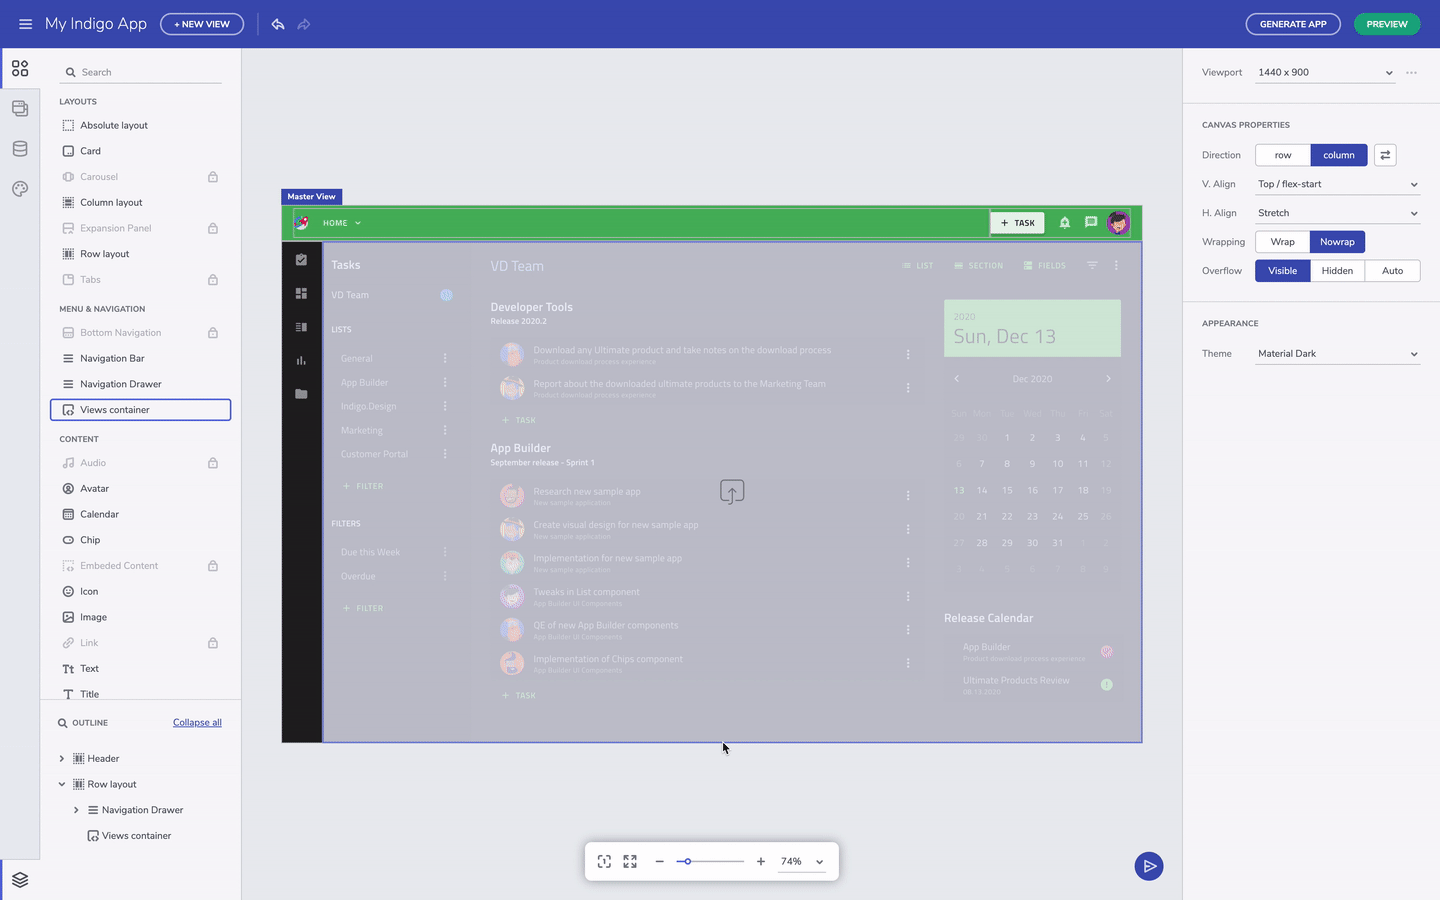 My Indigo App
+ NEW VIEW
GENERATE APP
PREVIEW
Search
LAYOUTS
Absolute layout
Card
Carousel
Column layout
Expansion Panel
Row layout
Tabs
MENU & NAVIGATION
Bottom Navigation
Navigation Bar
Navigation Drawer
Views container
CONTENT
Audio
Avatar
Calendar
Chip
Embeded Content
Icon
Image
Link
Text
Title
OUTLINE
Collapse all
Header
Row layout
Navigation Drawer
Views container
Master View
HOME
+ TASK
Tasks
VD Team
LISTS
General
App Builder
Indigo.Design
Marketing
Customer Portal
+ FILTER
FILTERS
Due this Week
Overdue
+ FILTER
VD Team
LIST
SECTION
FIELDS
Developer Tools
Release 2020.2
Download any Ultimate product and take notes on the download process
Product download process experience
Report about the downloaded ultimate products to the Marketing Team
Product download process experience
+ TASK
App Builder
September release - Sprint 1
Research new sample app
New sample application
Create visual design for new sample app
New sample application
Implementation for new sample app
New sample application
Tweaks in List component
App Builder UI Components
QE of new App Builder components
App Builder UI Components
Implementation of Chips component
App Builder UI Components
+ TASK
2020
Sun, Dec 13
Dec 2020
Sun Mon Tue Wed Thu Fri Sat
29 30 1 2 3 4 5
6 7 8 9 10 11 12
13 14 15 16 17 18 19
20 21 22 23 24 25 26
27 28 29 30 31 1 2
3 4 5 6 7 8 9
Release Calendar
App Builder
Product download process experience
Ultimate Products Review
08.13.2020
74%
Viewport
1440 x 900
CANVAS PROPERTIES
Direction
row
column
V. Align
Top / flex-start
H. Align
Stretch
Wrapping
Wrap
Nowrap
Overflow
Visible
Hidden
Auto
APPEARANCE
Theme
Material Dark